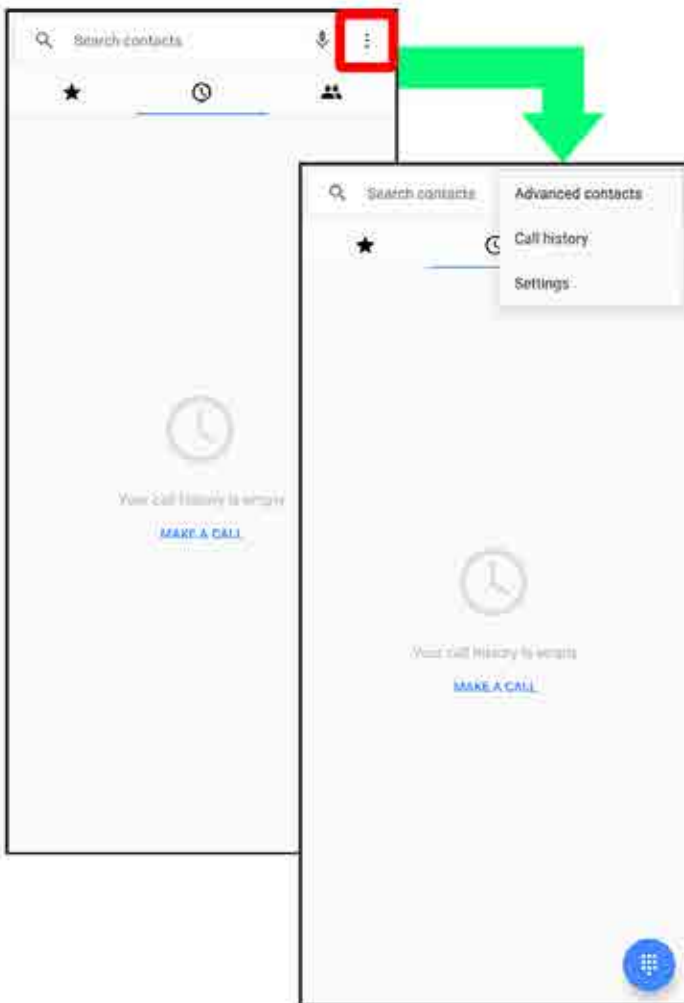 Search contacts
Your call history is empty
MAKE A CALL
Search contacts
Advanced contacts
Call history
Settings
Your call history is empty
MAKE A CALL